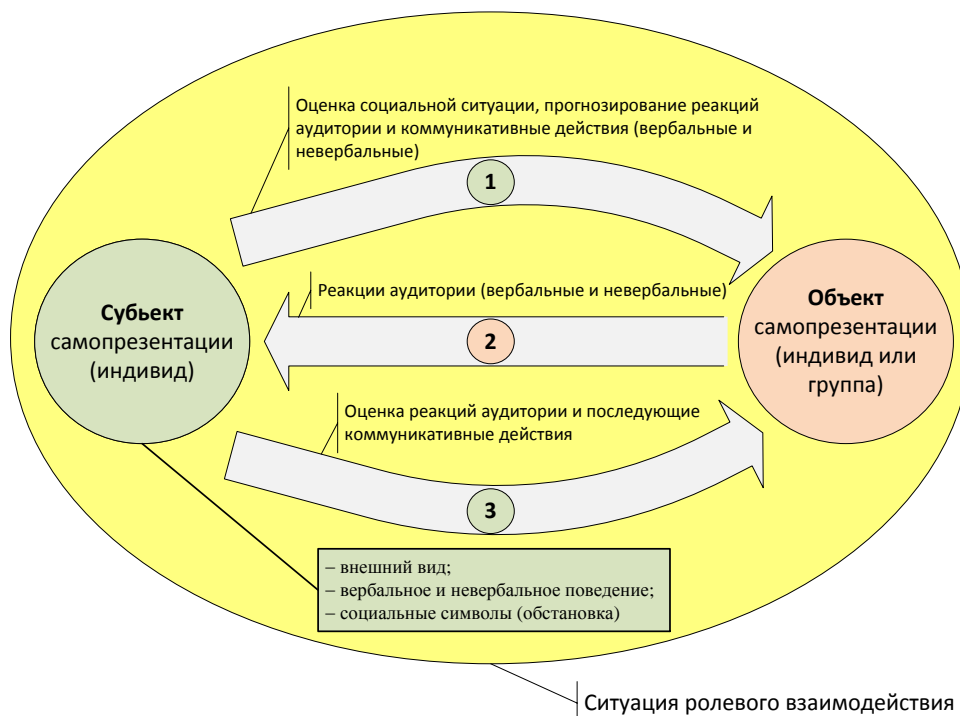 Оценка социальной ситуации, прогнозирование реакций
аудитории и коммуникативные действия (вербальные и
невербальные)
1
Реакции аудитории (вербальные и невербальные)
Субьект
самопрезентации
(индивид)
2
Объект
самопрезентации
(индивид или
группа)
Оценка реакций аудитории и последующие
коммуникативные действия
3
– внешний вид;
– вербальное и невербальное поведение;
– социальные символы (обстановка)
Ситуация ролевого взаимодействия